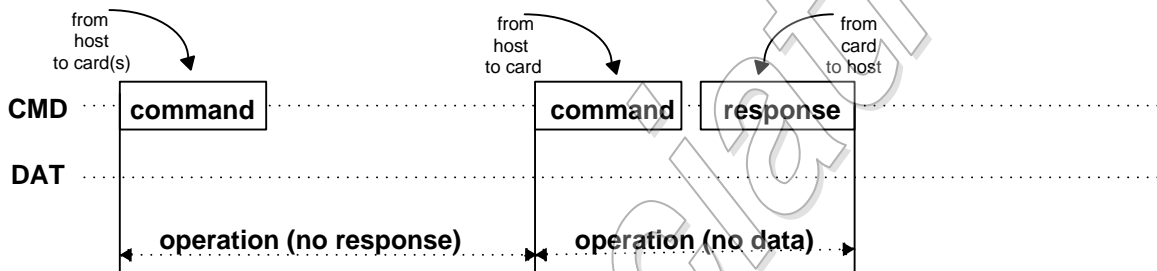 from
host
to card(s)
from
host
to card
from
card
to host
CMD
command
command
response
DAT
operation (no response)
operation (no data)